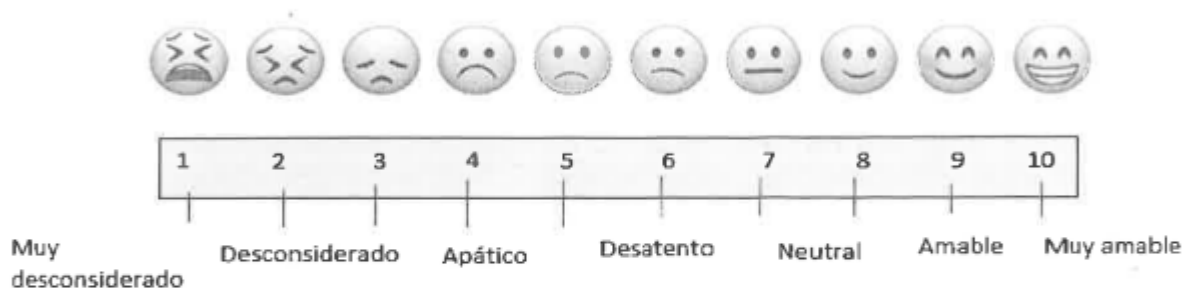 1 2 3 4 5 6 7 8 9 10
Muy desconsiderado Desconsiderado Apático Desatento Neutral Amable Muy amable